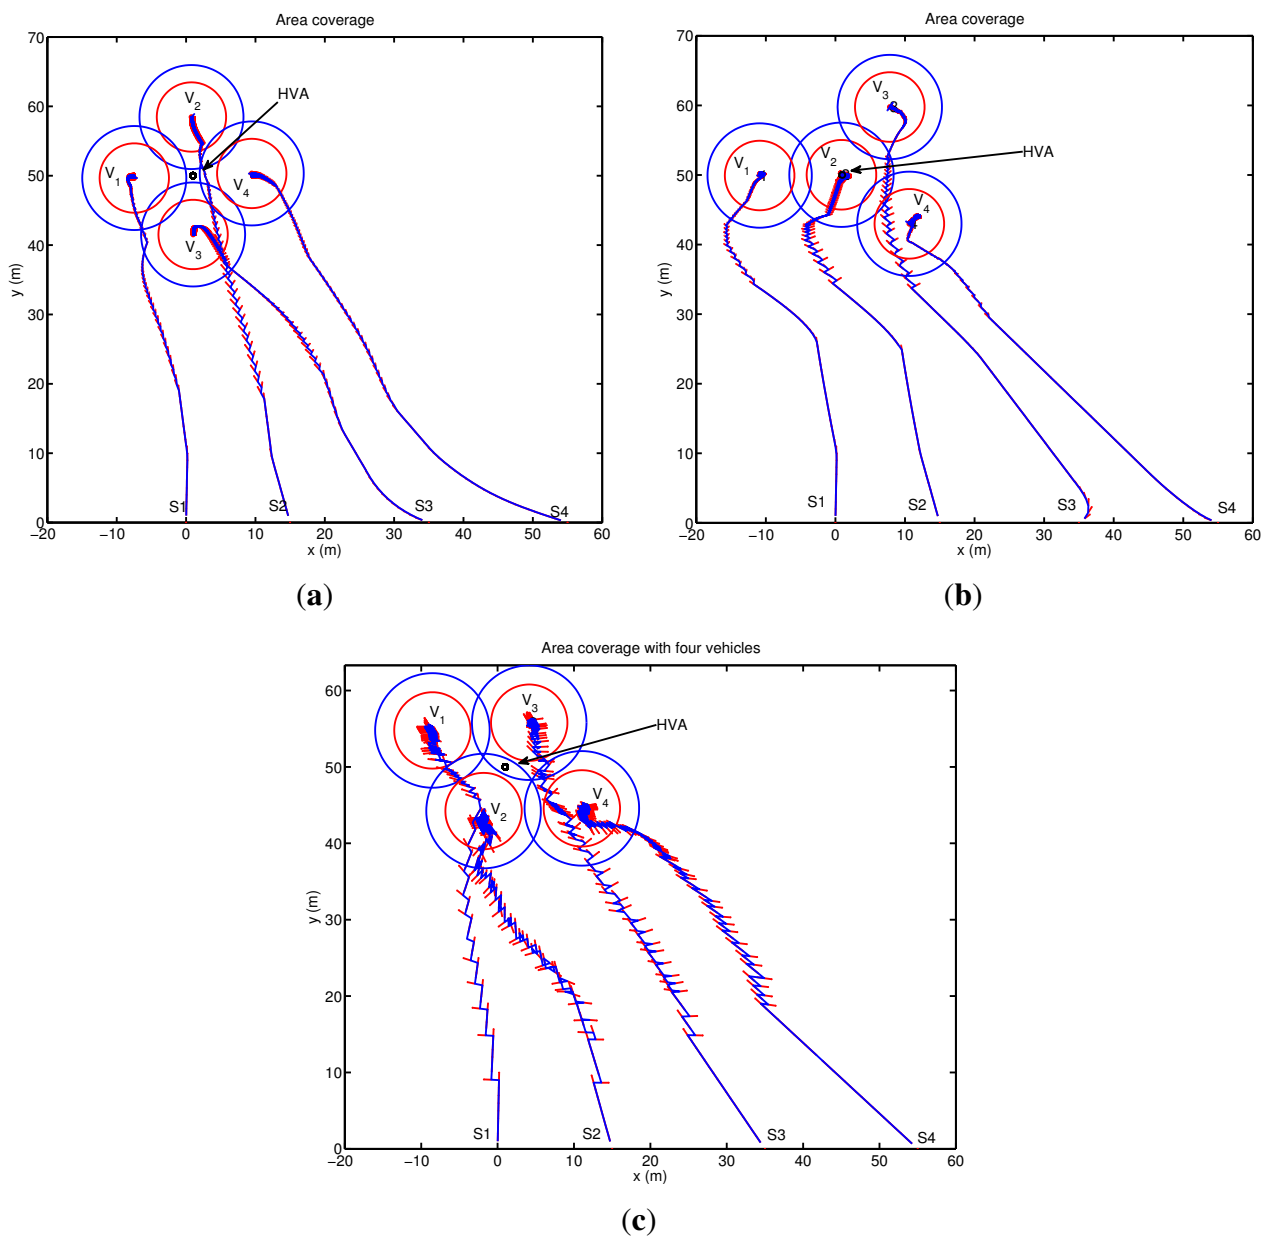 Area coverage
70
60
50
40
30
20
10
0
−20
−10
0
10
20
30
40
50
60
x (m)
y (m)
HVA
V2
V1
V4
V3
S1
S2
S3
S4
(a)
Area coverage
70
60
50
40
30
20
10
0
−20
−10
0
10
20
30
40
50
60
x (m)
y (m)
V3
HVA
V1
V2
V4
S1
S2
S3
S4
(b)
Area coverage with four vehicles
60
50
40
30
20
10
0
−20
−10
0
10
20
30
40
50
60
x (m)
y (m)
V1
V3
HVA
V2
V4
S1
S2
S3
S4
(c)